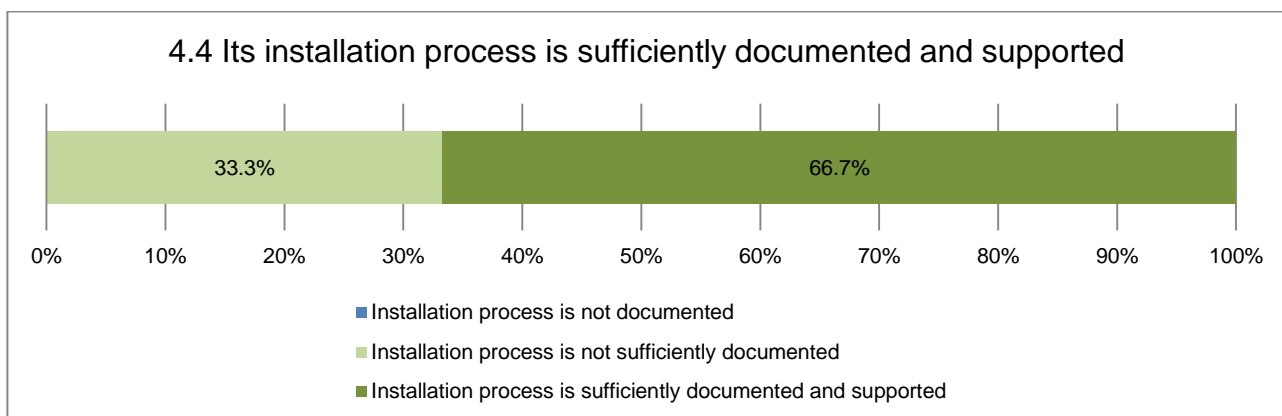 4.4 Its installation process is sufficiently documented and supported
33.3% 66.7%
0% 10% 20% 30% 40% 50% 60% 70% 80% 90% 100%
Installation process is not documented
Installation process is not sufficiently documented
Installation process is sufficiently documented and supported